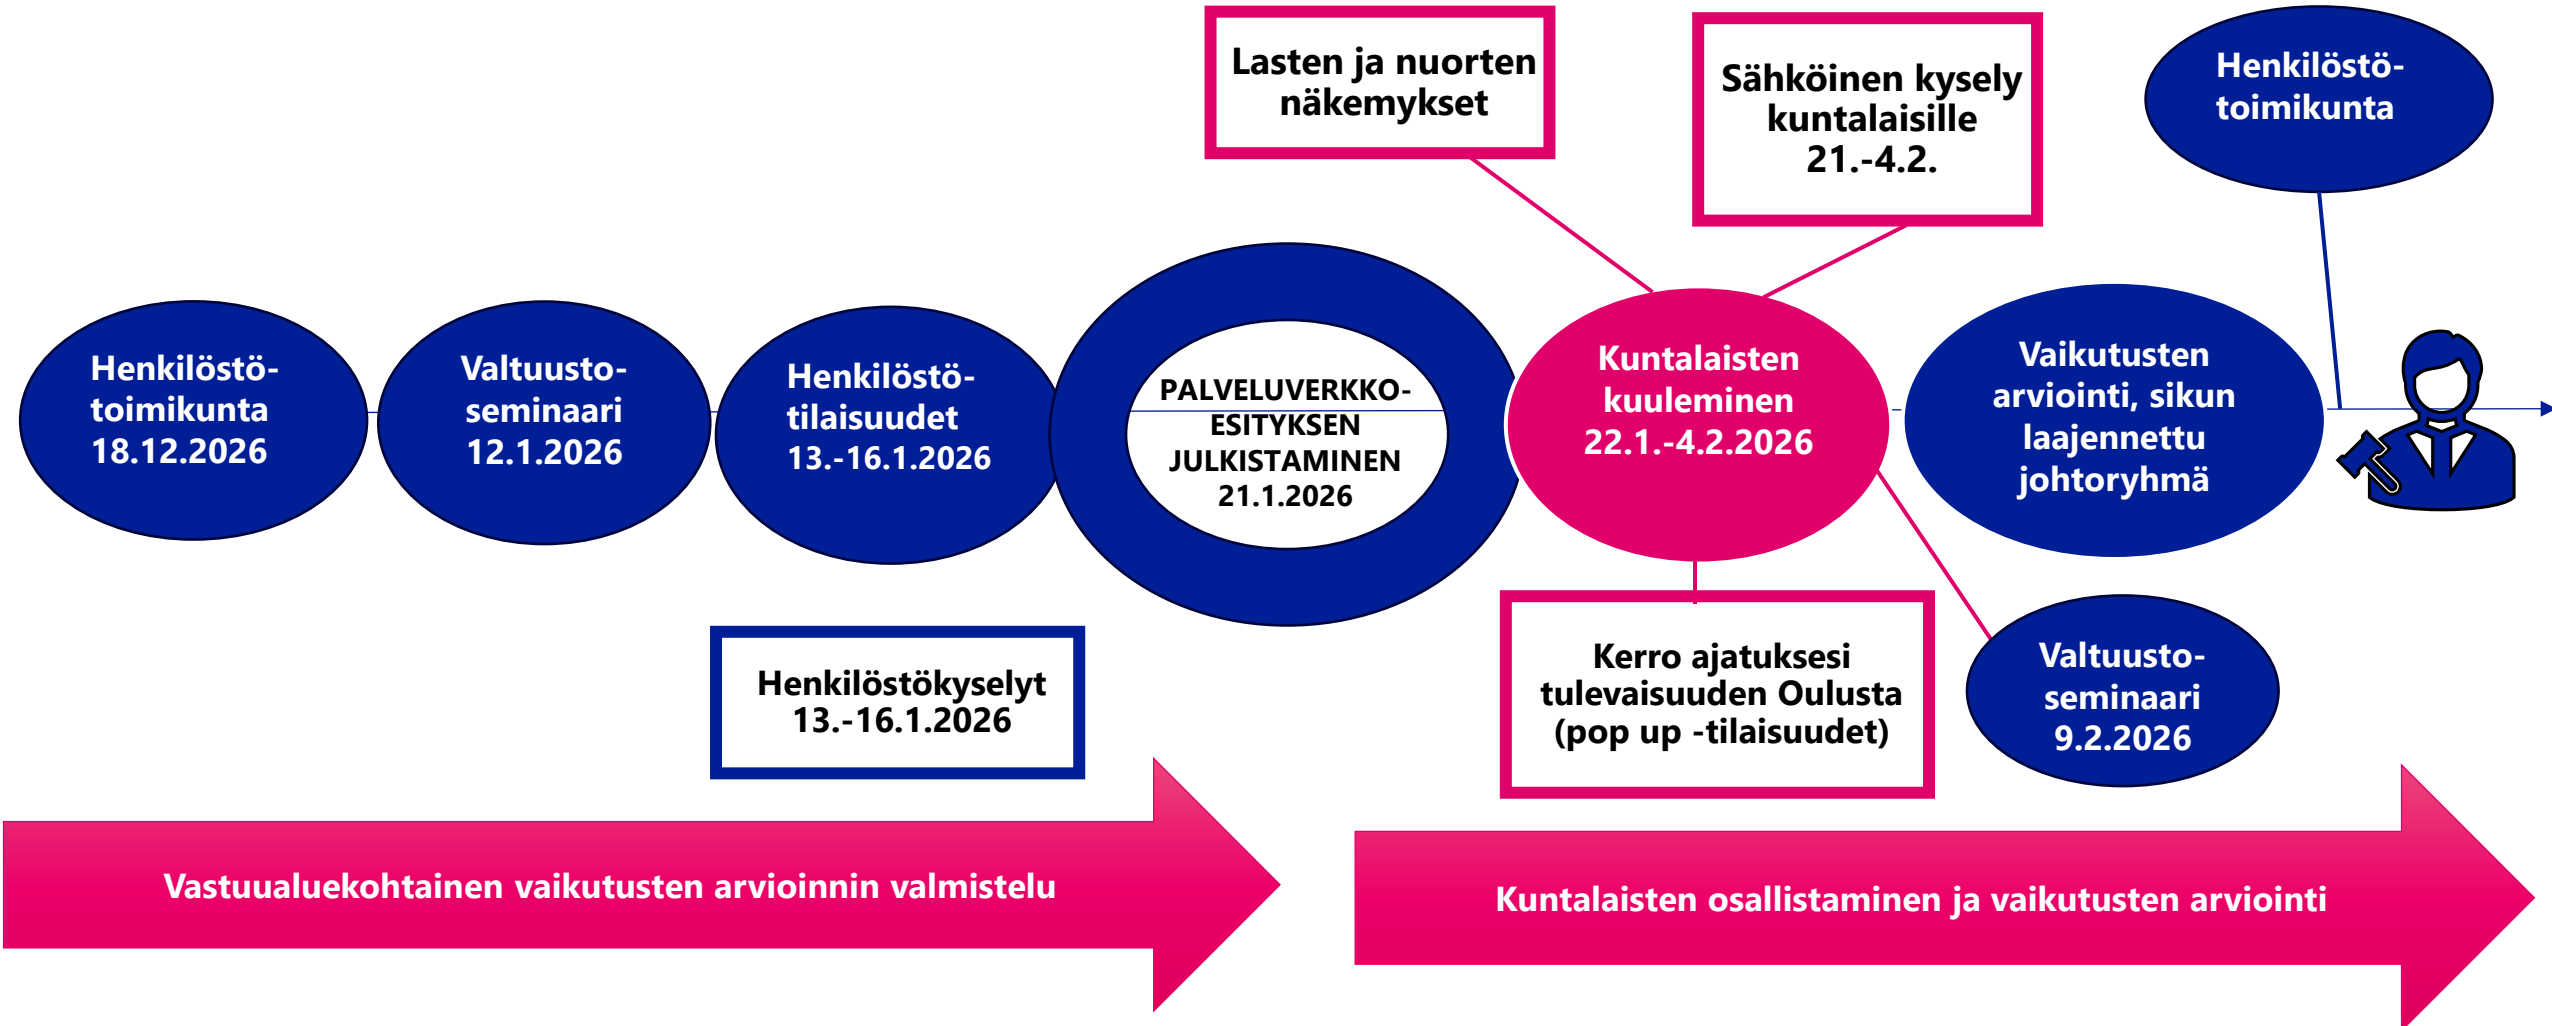 Lasten ja nuorten
näkemykset
Sähköinen kysely
kuntalaisille
21.-4.2.
Henkilöstö-
toimikunta
Henkilöstö-
toimikunta
18.12.2026
Valtuusto-
seminaari
12.1.2026
Henkilöstö-
tilaisuudet
13.-16.1.2026
PALVELUVERKKO-
ESITYKSEN
JULKISTAMINEN
21.1.2026
Kuntalaisten
kuuleminen
22.1.-4.2.2026
Vaikutusten
arviointi, sikun
laajennettu
johtoryhmä
Henkilöstökyselyt
13.-16.1.2026
Kerro ajatuksesi
tulevaisuuden Oulusta
(pop up -tilaisuudet)
Valtuusto-
seminaari
9.2.2026
Vastuualuekohtainen vaikutusten arvioinnin valmistelu
Kuntalaisten osallistaminen ja vaikutusten arviointi